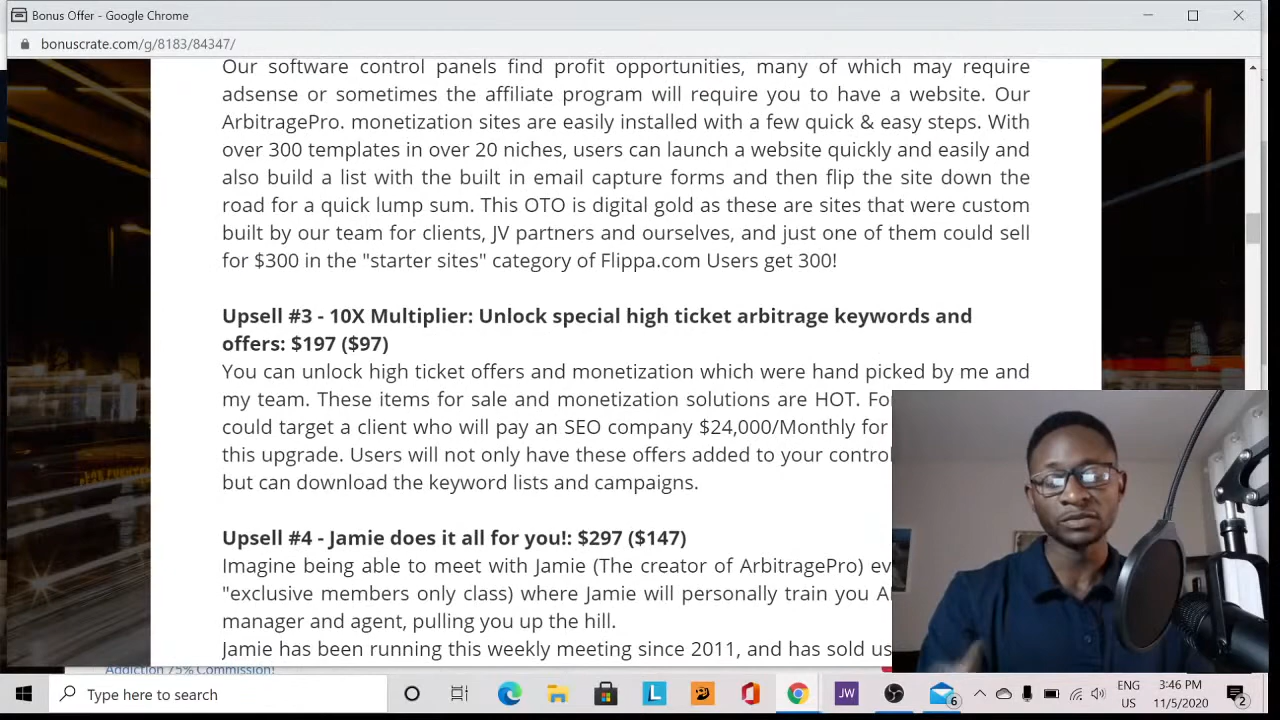 Bonus Offer - Google Chrome
bonuscrate.com/g/8183/84347/
Our software control panels find profit opportunities, many of which may require
adsense or sometimes the affiliate program will require you to have a website. Our
ArbitragePro. monetization sites are easily installed with a few quick & easy steps. With
over 300 templates in over 20 niches, users can launch a website quickly and easily and
also build a list with the built in email capture forms and then flip the site down the
road for a quick lump sum. This OTO is digital gold as these are sites that were custom
built by our team for clients, JV partners and ourselves, and just one of them could sell
for $300 in the "starter sites" category of Flippa.com Users get 300!
Upsell #3 - 10X Multiplier: Unlock special high ticket arbitrage keywords and
offers: $197 ($97)
You can unlock high ticket offers and monetization which were hand picked by me and
my team. These items for sale and monetization solutions are HOT. For
could target a client who will pay an SEO company $24,000/Monthly for
this upgrade. Users will not only have these offers added to your control
but can download the keyword lists and campaigns.
Upsell #4 - Jamie does it all for you!: $297 ($147)
Imagine being able to meet with Jamie (The creator of ArbitragePro) ev
"exclusive members only class) where Jamie will personally train you
manager and agent, pulling you up the hill.
Jamie has been running this weekly meeting since 2011, and has sold us
Addiction 75% Commission!
Type here to search
L
JW
6
ENG
US
3:46 PM
11/5/2020
2